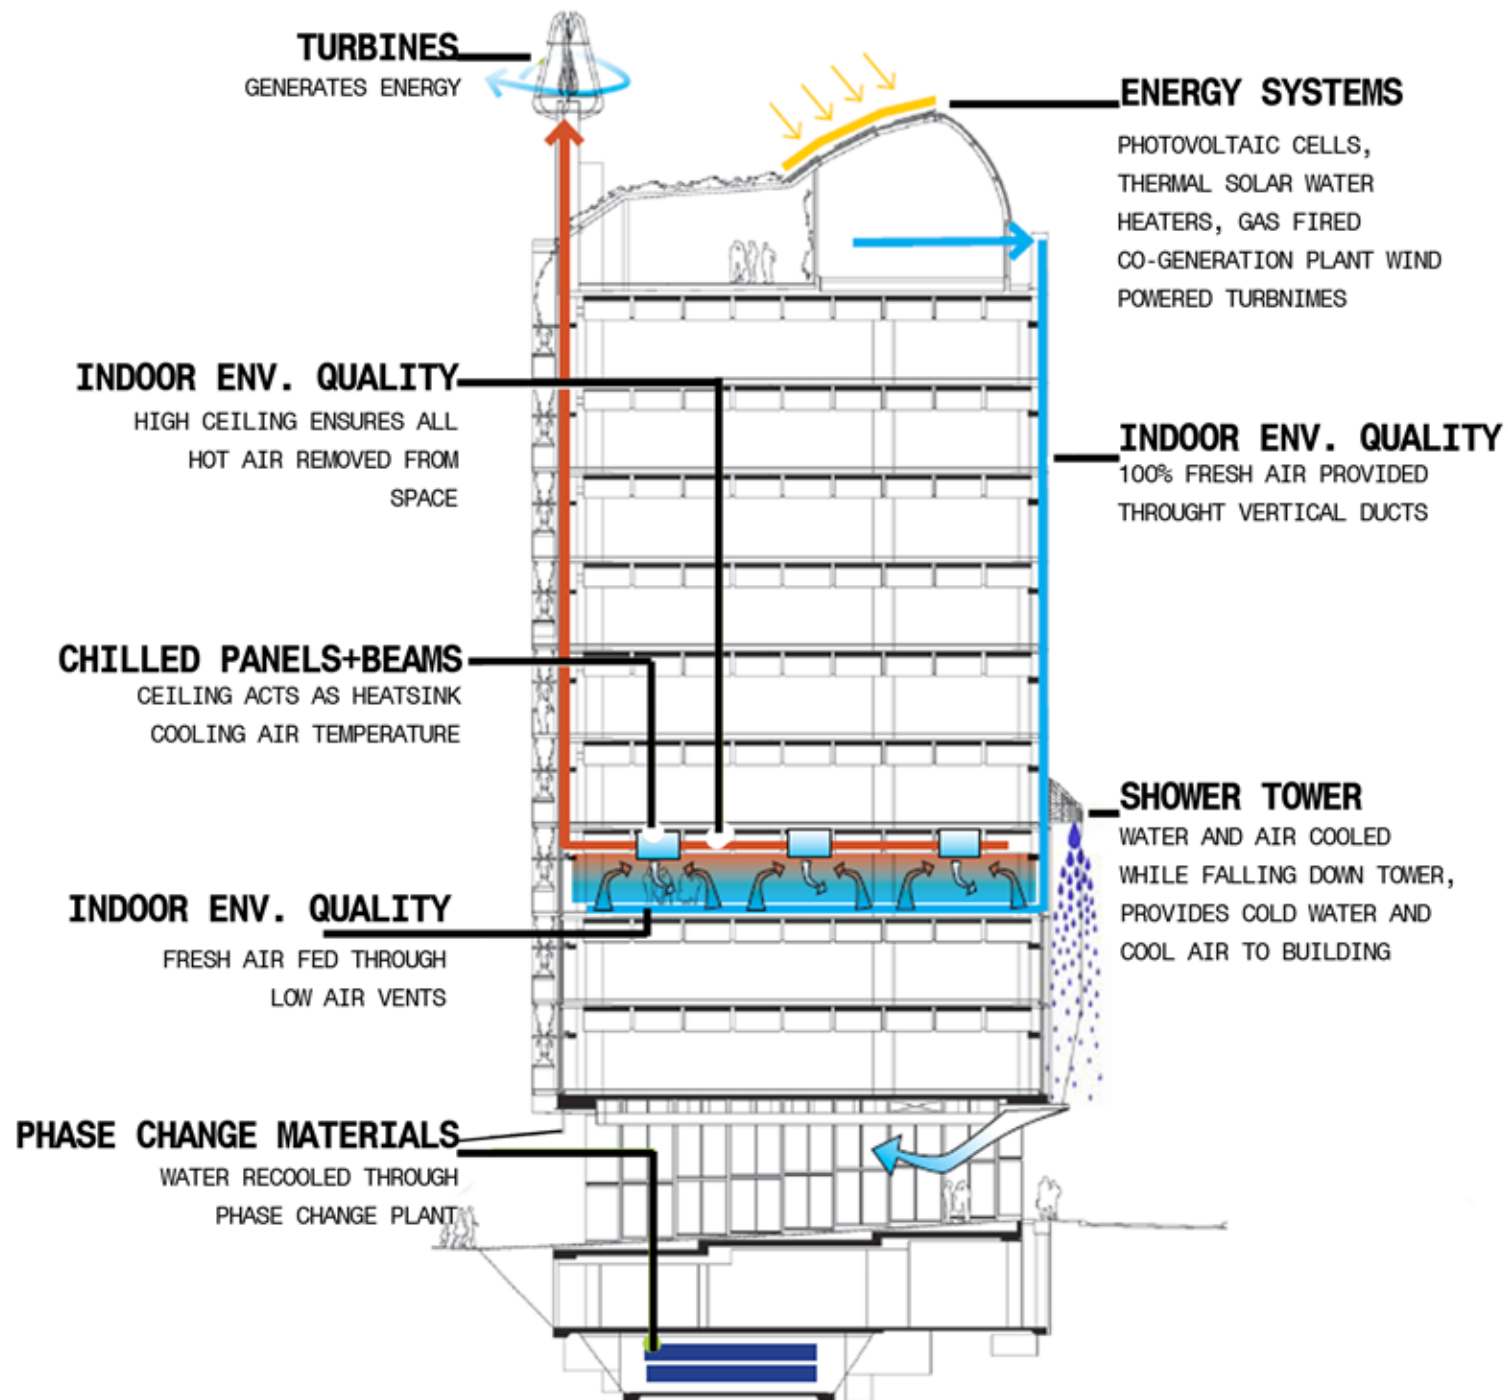 TURBINES
GENERATES ENERGY
ENERGY SYSTEMS
PHOTOVOLTAIC CELLS,
THERMAL SOLAR WATER
HEATERS, GAS FIRED
CO-GENERATION PLANT WIND
POWERED TURBNIMES
INDOOR ENV. QUALITY
HIGH CEILING ENSURES ALL
HOT AIR REMOVED FROM
SPACE
INDOOR ENV. QUALITY
100% FRESH AIR PROVIDED
THROUGHT VERTICAL DUCTS
CHILLED PANELS+BEAMS
CEILING ACTS AS HEATSINK
COOLING AIR TEMPERATURE
SHOWER TOWER
WATER AND AIR COOLED
WHILE FALLING DOWN TOWER,
PROVIDES COLD WATER AND
COOL AIR TO BUILDING
INDOOR ENV. QUALITY
FRESH AIR FED THROUGH
LOW AIR VENTS
PHASE CHANGE MATERIALS
WATER RECOOLED THROUGH
PHASE CHANGE PLANT